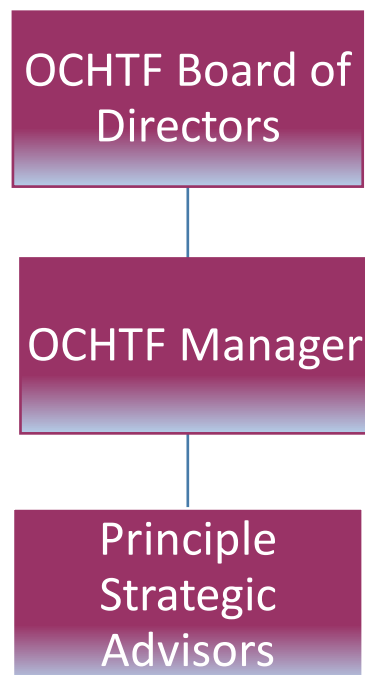 OCHTF Board of
Directors
OCHTF Manager
Principle
Strategic
Advisors